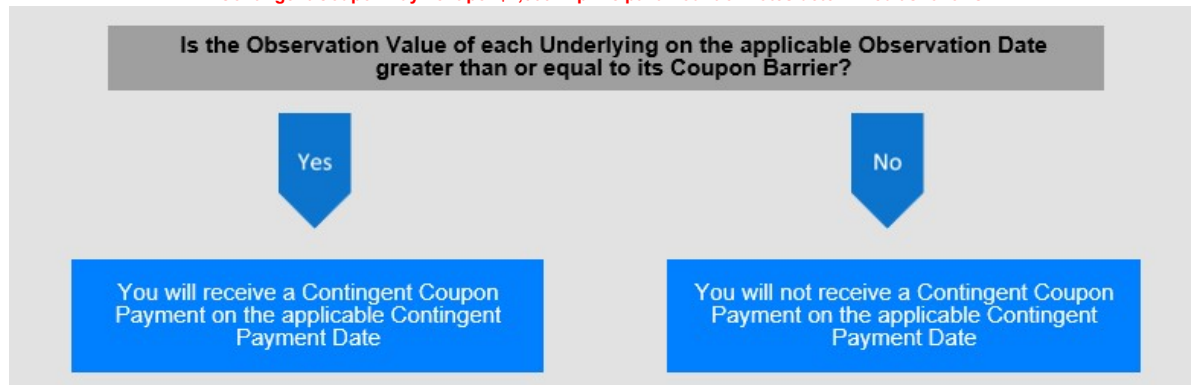 Is the Observation Value of each Underlying on the applicable Observation Date
greater than or equal to its Coupon Barrier?
Yes
No
You will receive a Contingent Coupon
Payment on the applicable Contingent
Payment Date
You will not receive a Contingent Coupon
Payment on the applicable Contingent
Payment Date